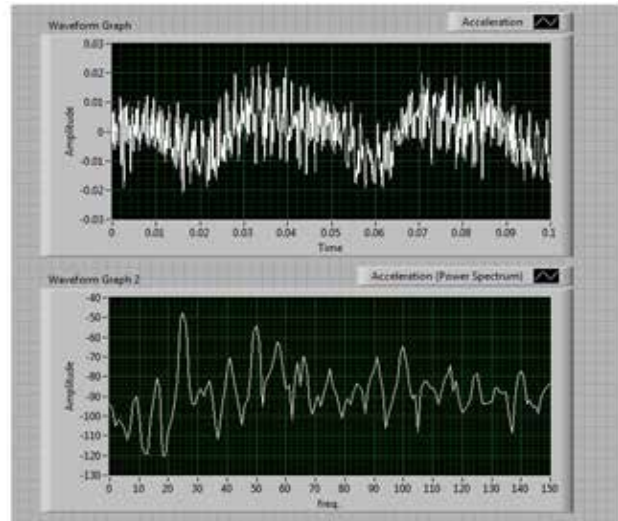 Waveform Graph
Acceleration
Amplitude
0.03
0.02
0.01
0
-0.01
-0.02
-0.03
0 0.01 0.02 0.03 0.04 0.05 0.06 0.07 0.08 0.09 0.1
Time
Waveform Graph 2
Acceleration (Power Spectrum)
Amplitude
-40
-50
-60
-70
-80
-90
-100
-110
-120
-130
0 10 20 30 40 50 60 70 80 90 100 110 120 130 140 150
freq.